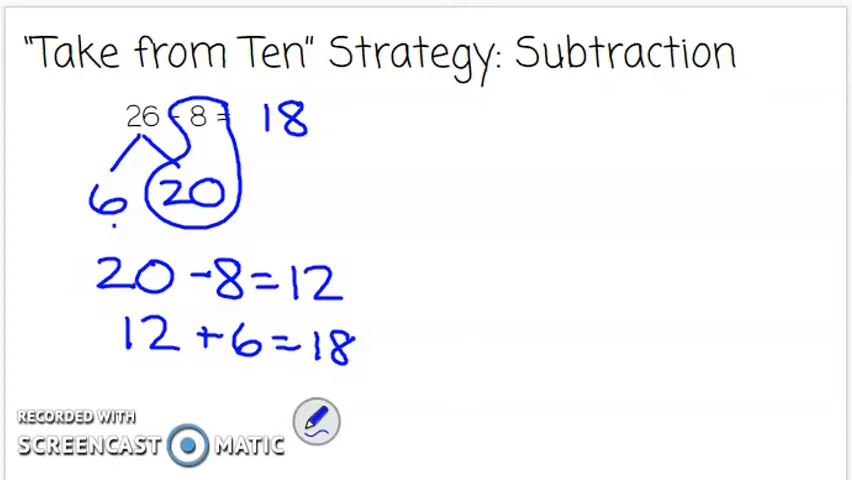 "Take from Ten" Strategy: Subtraction
26 - 8 = 18
6 20
20 - 8 = 12
12 + 6 = 18
RECORDED WITH
SCREENCAST MATIC